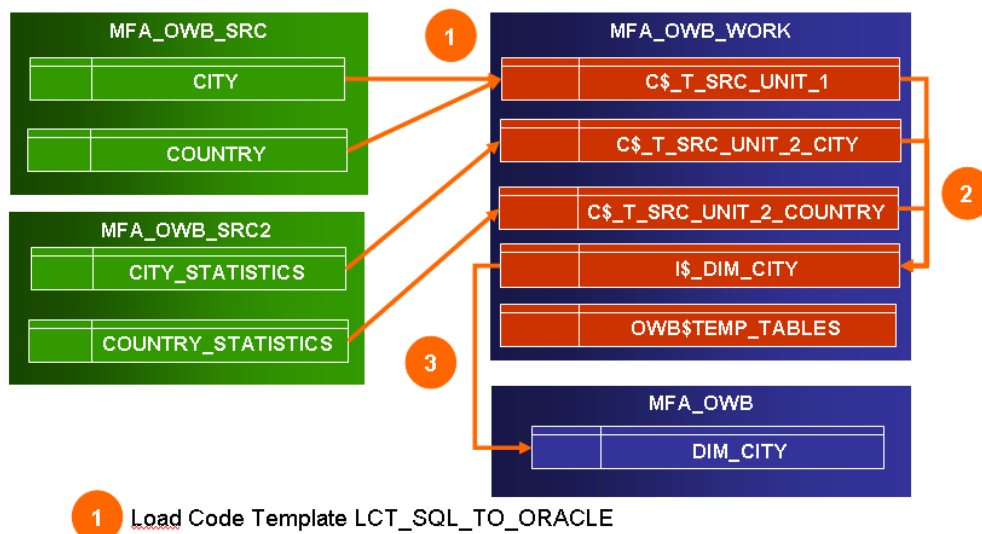 MFA_OWB_SRC
CITY
COUNTRY
MFA_OWB_SRC2
CITY_STATISTICS
COUNTRY_STATISTICS
1
MFA_OWB_WORK
C$_T_SRC_UNIT_1
C$_T_SRC_UNIT_2_CITY
C$_T_SRC_UNIT_2_COUNTRY
I$_DIM_CITY
OWB$TEMP_TABLES
2
3
MFA_OWB
DIM_CITY
1 Load Code Template LCT_SQL_TO_ORACLE